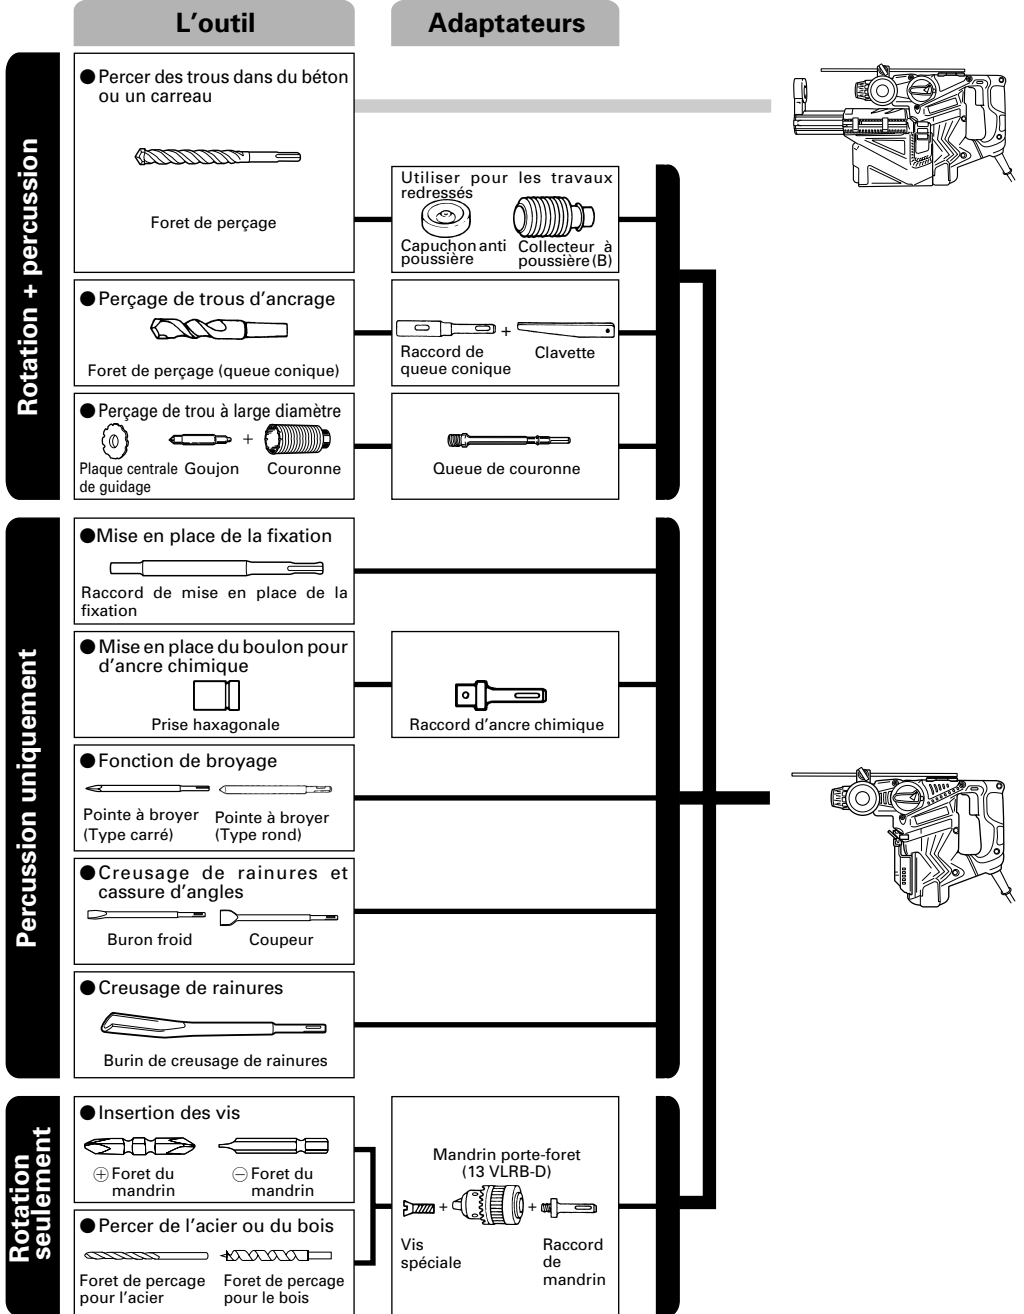 L'outil
Adaptateurs
Rotation + percussion
● Percer des trous dans du béton
ou un carreau
Foret de perçage
Utiliser pour les travaux
redressés
Capuchon anti
poussière
Collecteur à
poussière (B)
● Perçage de trous d'ancrage
Foret de perçage (queue conique)
+
Raccord de
queue conique
Clavette
● Perçage de trou à large diamètre
+
Plaque centrale
de guidage
Goujon
Couronne
Queue de couronne
Percussion uniquement
●Mise en place de la fixation
Raccord de mise en place de la
fixation
● Mise en place du boulon pour
d'ancre chimique
Prise haxagonale
Raccord d'ancre chimique
● Fonction de broyage
Pointe à broyer
(Type carré)
Pointe à broyer
(Type rond)
● Creusage de rainures et
cassure d'angles
Buron froid
Coupeur
● Creusage de rainures
Burin de creusage de rainures
Rotation
seulement
● Insertion des vis
⊕ Foret du
mandrin
⊖ Foret du
mandrin
● Percer de l'acier ou du bois
Foret de percage
pour l'acier
Foret de percage
pour le bois
Mandrin porte-foret
(13 VLRB-D)
+ +
Vis
spéciale
Raccord
de
mandrin